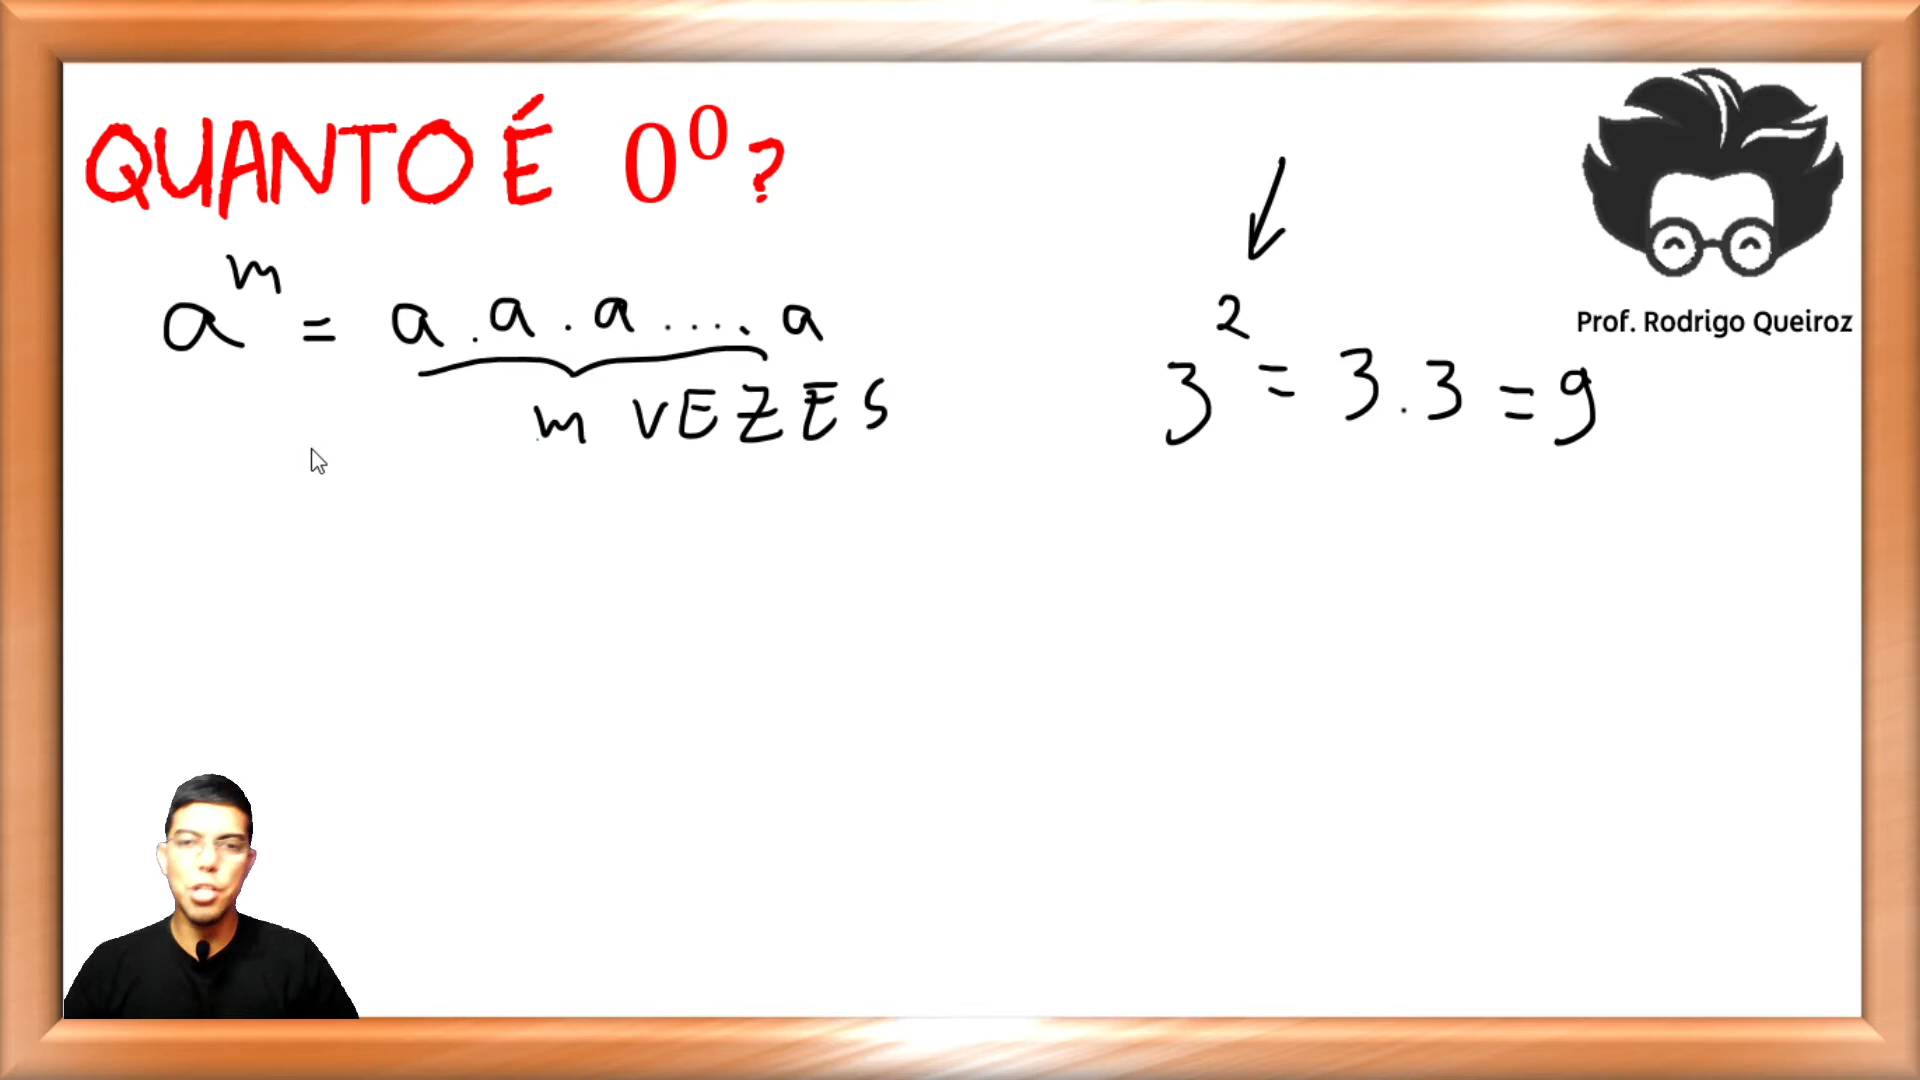 QUANTO É 0⁰?
aᵐ = a . a . a . . . . . a
m VEZES
3² = 3 . 3 = 9
Prof. Rodrigo Queiroz